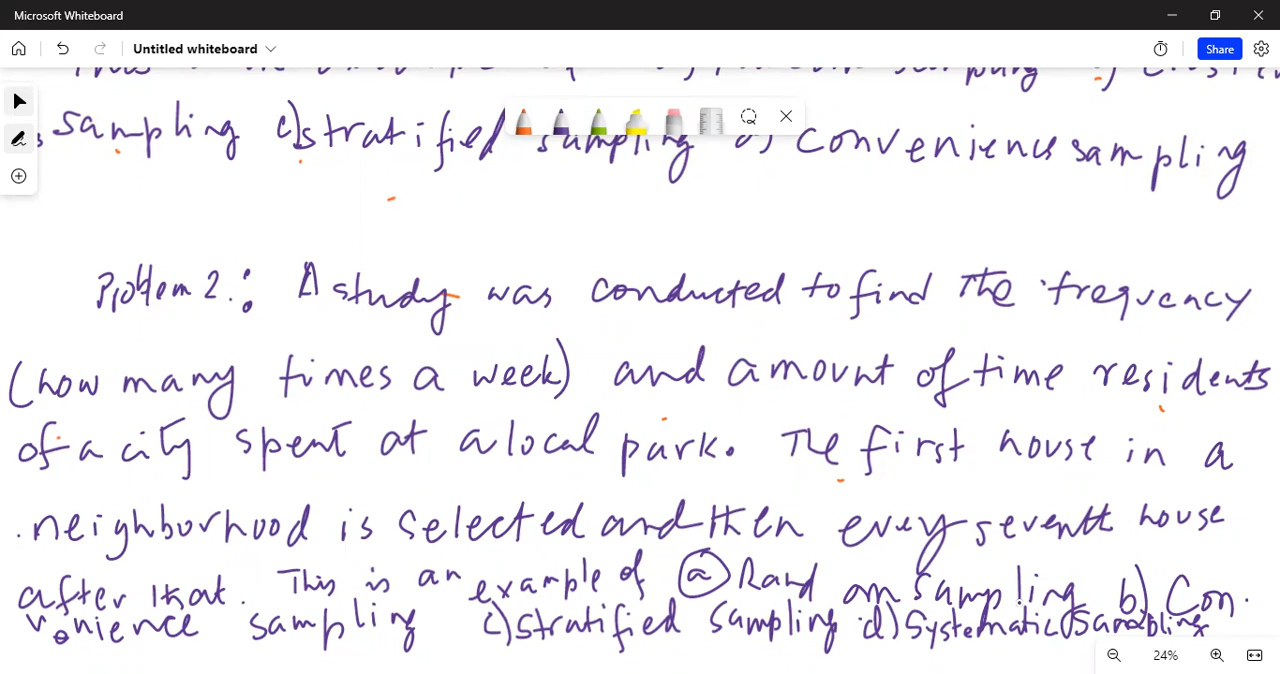 Microsoft Whiteboard
Untitled whiteboard
Share
sampling c) stratified sampling d) convenience sampling
Problem 2.: A study was conducted to find The frequency
(how many times a week) and amount of time residents
of a city spent at a local park. The first house in a
neighborhood is selected and then every seventh house
after that. This is an example of (a) Random sampling b) Con-
venience sampling c) stratified sampling d) Systematic Sampling
24%